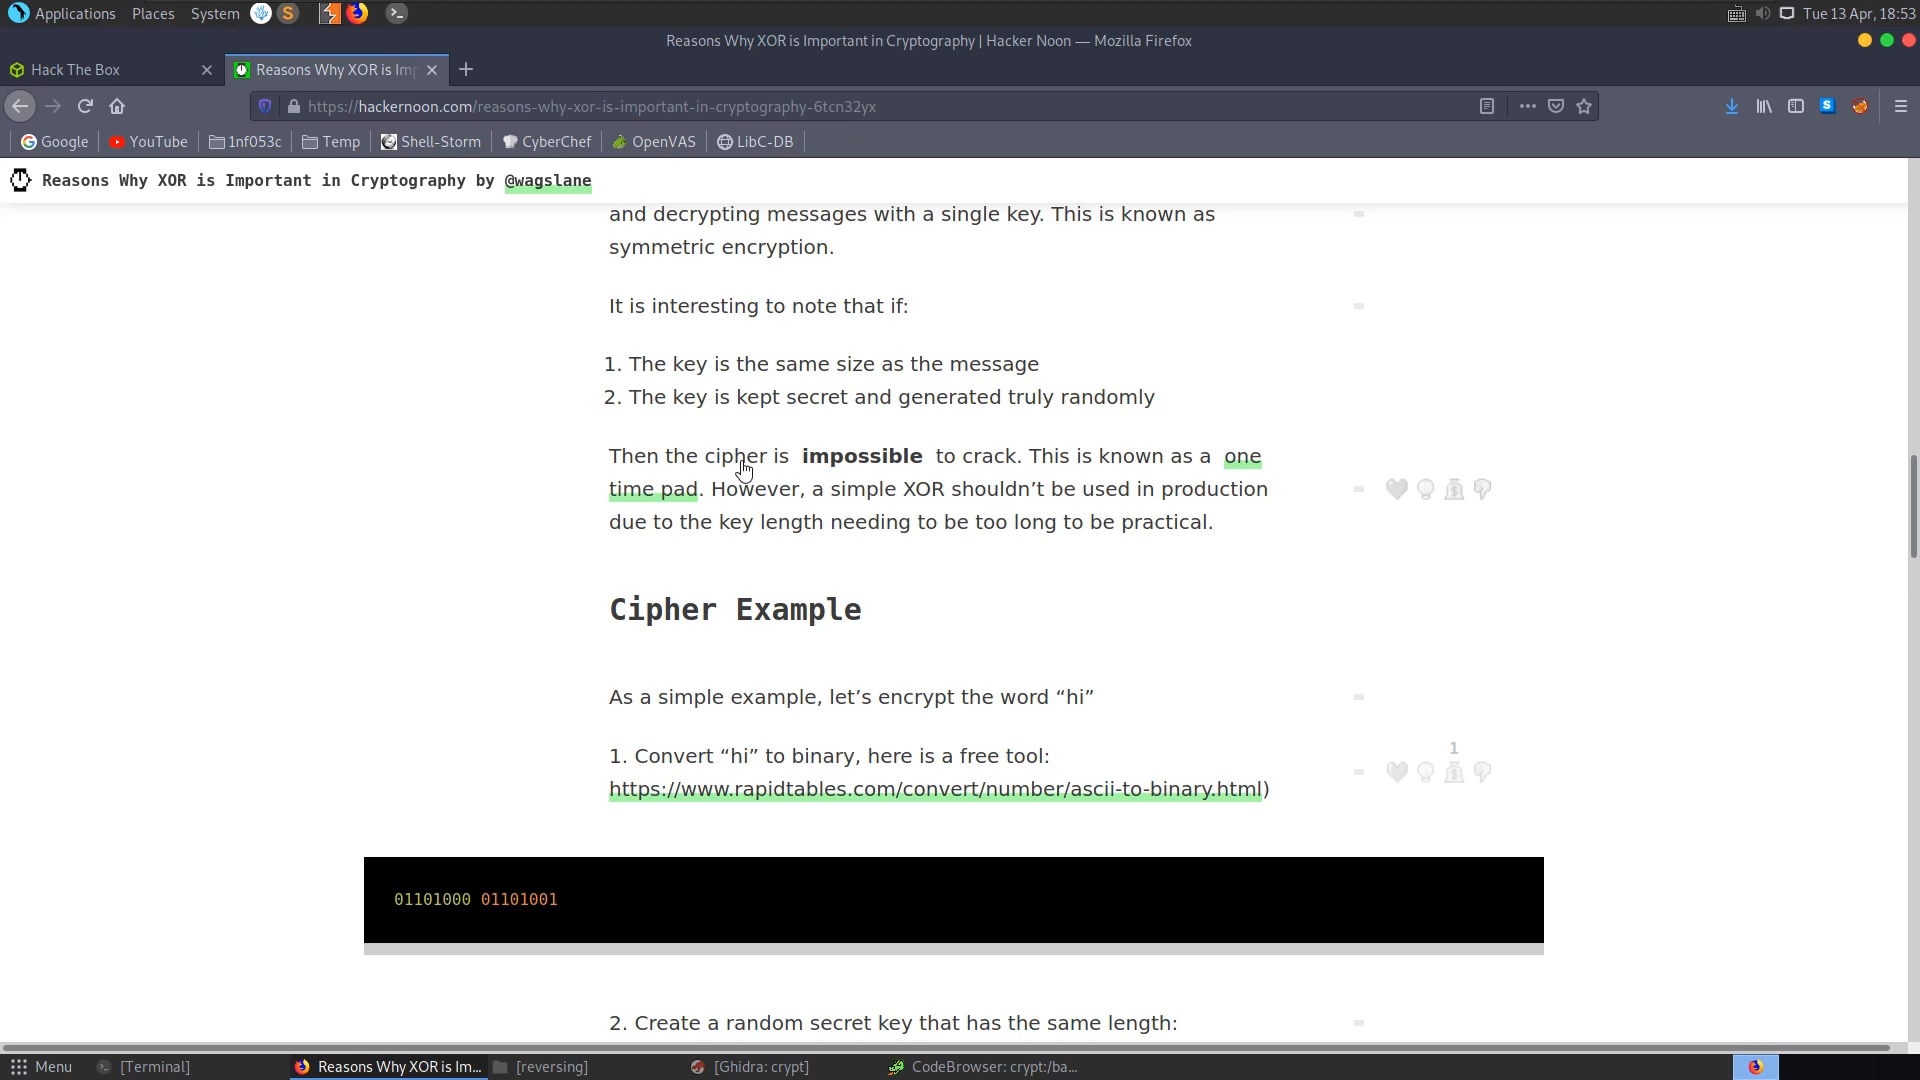 Applications Places System Tue 13 Apr, 18:53
Reasons Why XOR is Important in Cryptography | Hacker Noon — Mozilla Firefox
Hack The Box Reasons Why XOR is Imp
https://hackernoon.com/reasons-why-xor-is-important-in-cryptography-6tcn32yx
Google YouTube 1nf053c Temp Shell-Storm CyberChef OpenVAS LibC-DB
Reasons Why XOR is Important in Cryptography by @wagslane
and decrypting messages with a single key. This is known as
symmetric encryption.
It is interesting to note that if:
1. The key is the same size as the message
2. The key is kept secret and generated truly randomly
Then the cipher is impossible to crack. This is known as a one
time pad. However, a simple XOR shouldn’t be used in production
due to the key length needing to be too long to be practical.
Cipher Example
As a simple example, let’s encrypt the word “hi”
1. Convert “hi” to binary, here is a free tool:
1
https://www.rapidtables.com/convert/number/ascii-to-binary.html)
01101000 01101001
2. Create a random secret key that has the same length:
Menu [Terminal] Reasons Why XOR is Im... [reversing] [Ghidra: crypt] CodeBrowser: crypt:/ba...